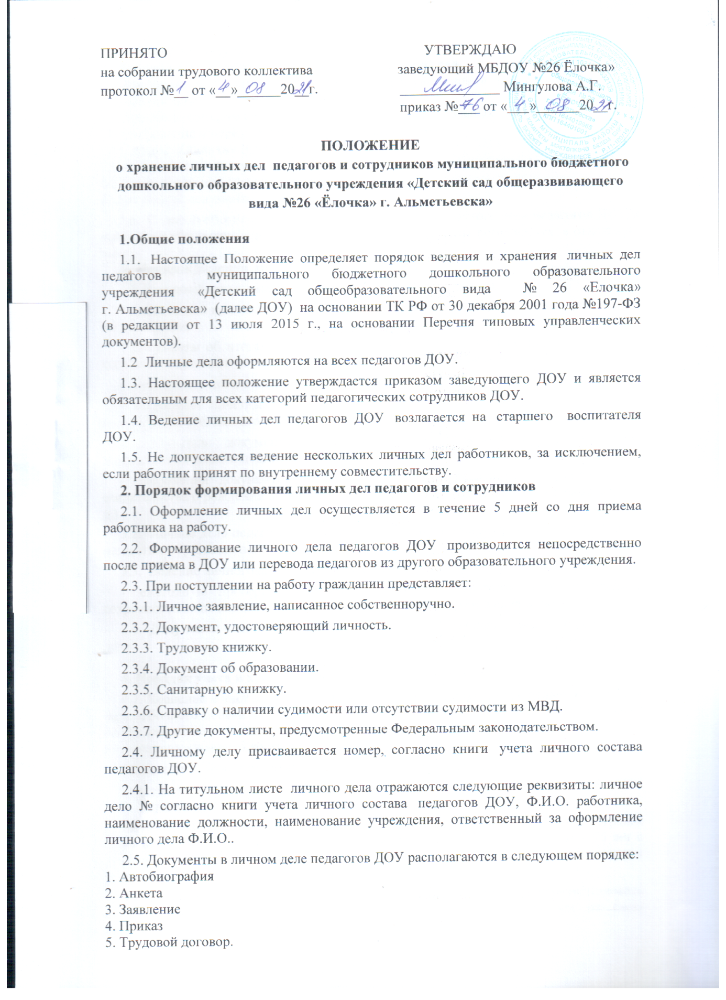 ПРИНЯТО
на собрании трудового коллектива
протокол № 1 от «4» 08 2021г.
УТВЕРЖДАЮ
заведующий МБДОУ №26 Ёлочка»
Мингулова А.Г.
приказ № 76 от «4» 08 2021г.
ПОЛОЖЕНИЕ
о хранение личных дел педагогов и сотрудников муниципального бюджетного
дошкольного образовательного учреждения «Детский сад общеразвивающего
вида №26 «Ёлочка» г. Альметьевска»
1.Общие положения
1.1. Настоящее Положение определяет порядок ведения и хранения личных дел
педагогов муниципального бюджетного дошкольного образовательного
учреждения «Детский сад общеобразовательного вида № 26 «Елочка»
г. Альметьевска» (далее ДОУ) на основании ТК РФ от 30 декабря 2001 года №197-ФЗ
(в редакции от 13 июля 2015 г., на основании Перечня типовых управленческих
документов).
1.2 Личные дела оформляются на всех педагогов ДОУ.
1.3. Настоящее положение утверждается приказом заведующего ДОУ и является
обязательным для всех категорий педагогических сотрудников ДОУ.
1.4. Ведение личных дел педагогов ДОУ возлагается на старшего воспитателя
ДОУ.
1.5. Не допускается ведение нескольких личных дел работников, за исключением,
если работник принят по внутреннему совместительству.
2. Порядок формирования личных дел педагогов и сотрудников
2.1. Оформление личных дел осуществляется в течение 5 дней со дня приема
работника на работу.
2.2. Формирование личного дела педагогов ДОУ производится непосредственно
после приема в ДОУ или перевода педагогов из другого образовательного учреждения.
2.3. При поступлении на работу гражданин представляет:
2.3.1. Личное заявление, написанное собственноручно.
2.3.2. Документ, удостоверяющий личность.
2.3.3. Трудовую книжку.
2.3.4. Документ об образовании.
2.3.5. Санитарную книжку.
2.3.6. Справку о наличии судимости или отсутствии судимости из МВД.
2.3.7. Другие документы, предусмотренные Федеральным законодательством.
2.4. Личному делу присваивается номер, согласно книги учета личного состава
педагогов ДОУ.
2.4.1. На титульном листе личного дела отражаются следующие реквизиты: личное
дело № согласно книги учета личного состава педагогов ДОУ, Ф.И.О. работника,
наименование должности, наименование учреждения, ответственный за оформление
личного дела Ф.И.О..
2.5. Документы в личном деле педагогов ДОУ располагаются в следующем порядке:
1. Автобиография
2. Анкета
3. Заявление
4. Приказ
5. Трудовой договор.